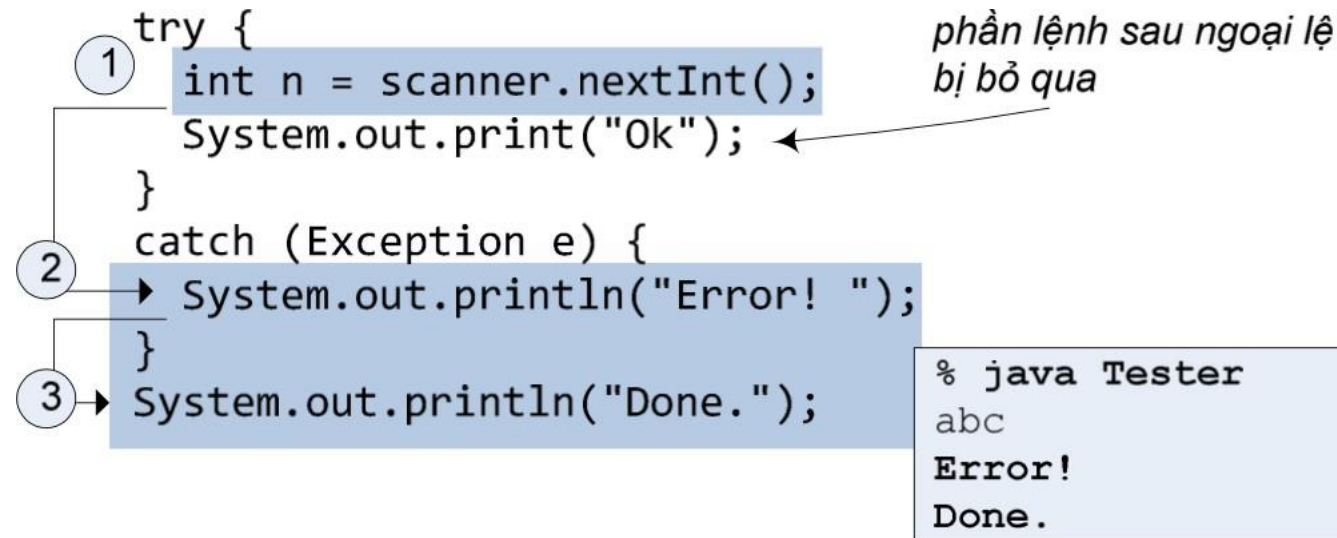 try {
phần lệnh sau ngoại lệ
bị bỏ qua
1
int n = scanner.nextInt();
System.out.print("Ok");
}
catch (Exception e) {
2
System.out.println("Error! ");
}
3
System.out.println("Done.");
% java Tester
abc
Error!
Done.